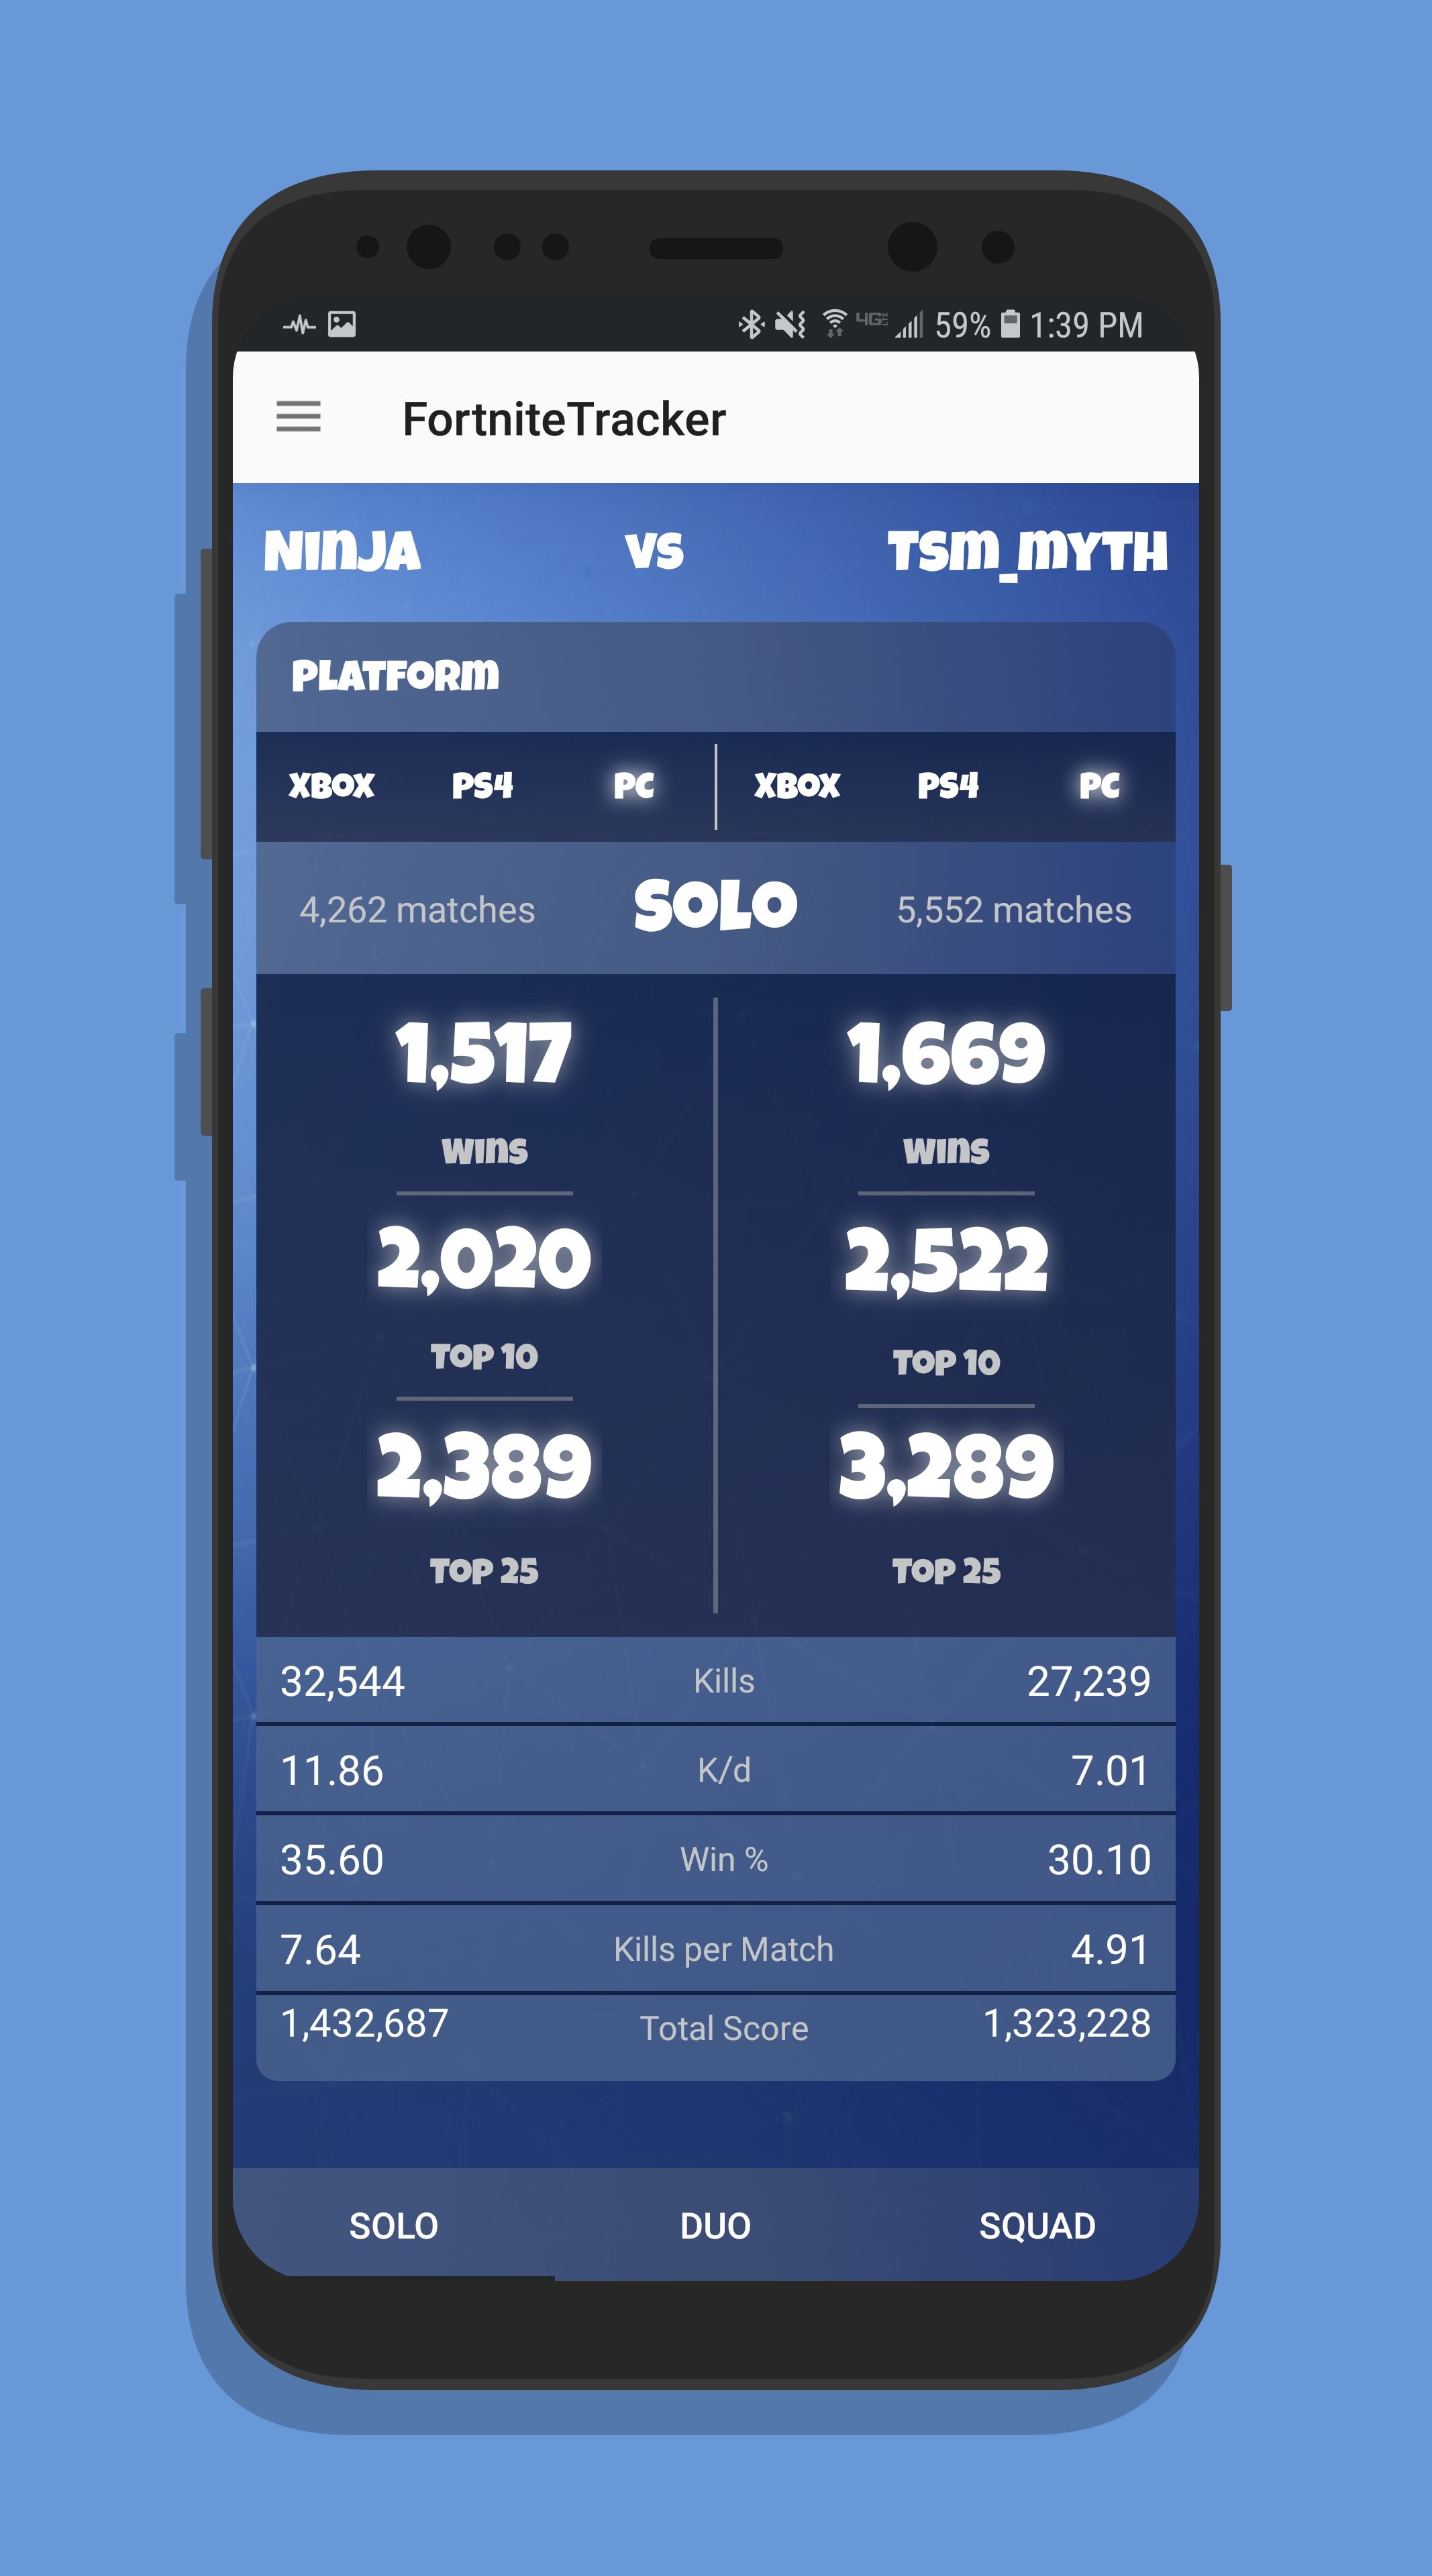 59% 1:39 PM
FortniteTracker
Ninja vs TSM_Myth
Platform
Xbox PS4 PC Xbox PS4 PC
4,262 matches Solo 5,552 matches
1,517 1,669
Wins Wins
2,020 2,522
Top 10 Top 10
2,389 3,289
Top 25 Top 25
32,544 Kills 27,239
11.86 K/d 7.01
35.60 Win % 30.10
7.64 Kills per Match 4.91
1,432,687 Total Score 1,323,228
SOLO DUO SQUAD